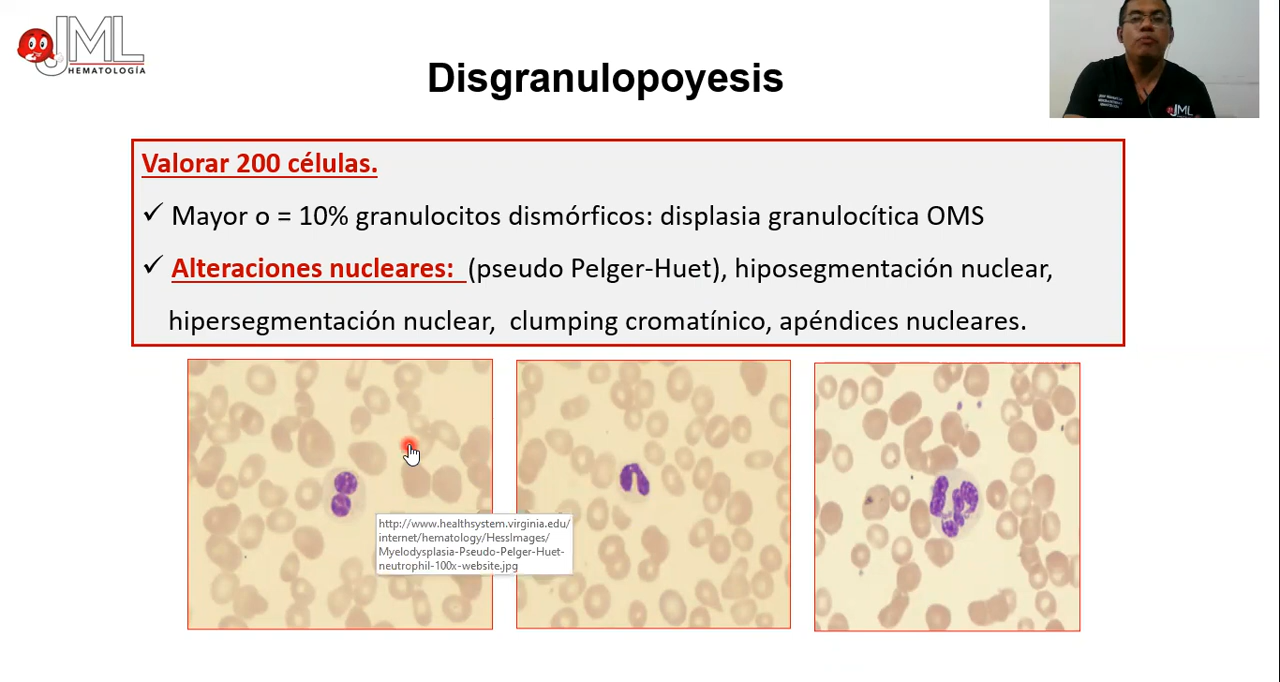 JML
HEMATOLOGÍA
Disgranulopoyesis
Valorar 200 células.
✓ Mayor o = 10% granulocitos dismórficos: displasia granulocítica OMS
✓ Alteraciones nucleares: (pseudo Pelger-Huet), hiposegmentación nuclear,
hipersegmentación nuclear, clumping cromatínico, apéndices nucleares.
http://www.healthsystem.virginia.edu/
internet/hematology/HessImages/
Myelodysplasia-Pseudo-Pelger-Huet-
neutrophil-100x-website.jpg
JML